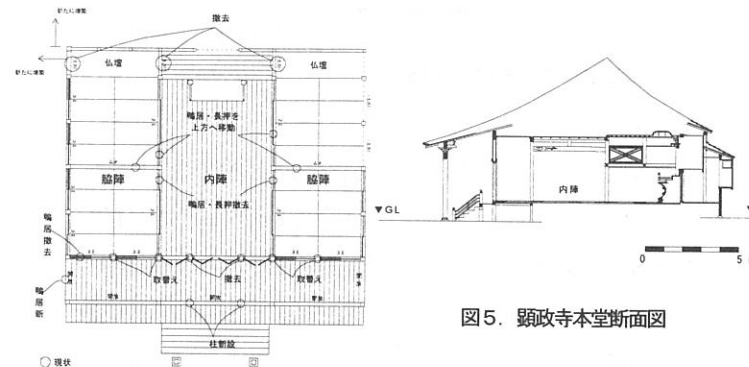 新たに増築
撤去
新たに増築
仏壇
仏壇
鴨居・長押を
上方へ移動
脇陣
内陣
脇陣
鴨居・長押撤去
鴨居撤去
取替え
撤去
取替え
鴨居新
柱新設
○ 現状
▼GL
内陣
0
5
図5. 顕政寺本堂断面図